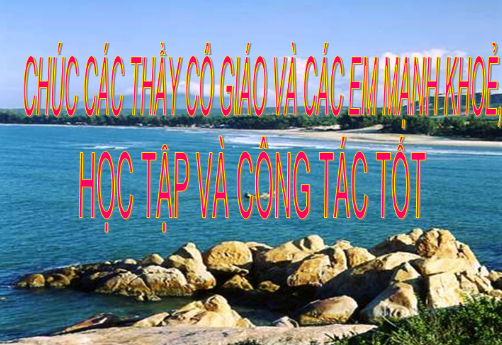 CHÚC CÁC THẦY CÔ GIÁO VÀ CÁC EM MẠNH KHOẺ,
HỌC TẬP VÀ CÔNG TÁC TỐT